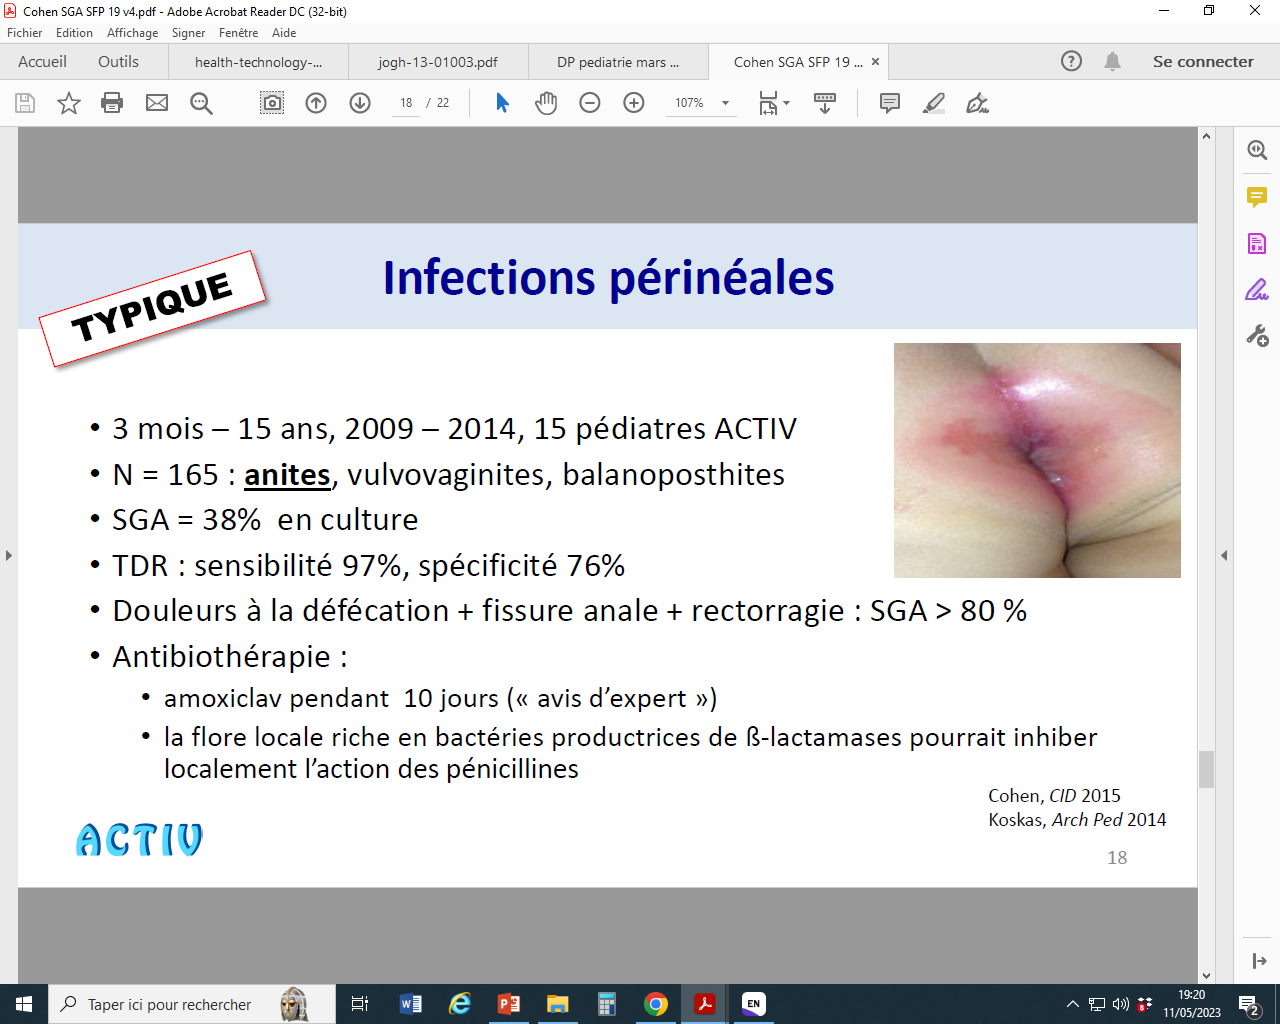 Cohen SGA SFP 19 v4.pdf - Adobe Acrobat Reader DC (32-bit)
Fichier Edition Affichage Signer Fenêtre Aide
Accueil Outils health-technology-... jogh-13-01003.pdf DP pediatrie mars ... Cohen SGA SFP 19 ... × Se connecter
18 / 22 107%
TYPIQUE
Infections périnéales
• 3 mois – 15 ans, 2009 – 2014, 15 pédiatres ACTIV
• N = 165 : anites, vulvovaginites, balanoposthites
• SGA = 38% en culture
• TDR : sensibilité 97%, spécificité 76%
• Douleurs à la défécation + fissure anale + rectorragie : SGA > 80 %
• Antibiothérapie :
• amoxiclav pendant 10 jours (« avis d’expert »)
• la flore locale riche en bactéries productrices de ß-lactamases pourrait inhiber
localement l’action des pénicillines
Cohen, CID 2015
Koskas, Arch Ped 2014
ACTIV
18
Taper ici pour rechercher
EN
19:20
11/05/2023
2